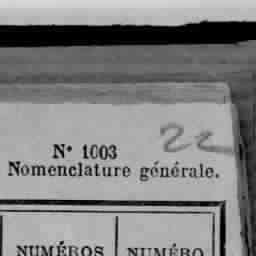 22
N° 1003
Nomenclature générale.
NUMÉROS NUMÉRO